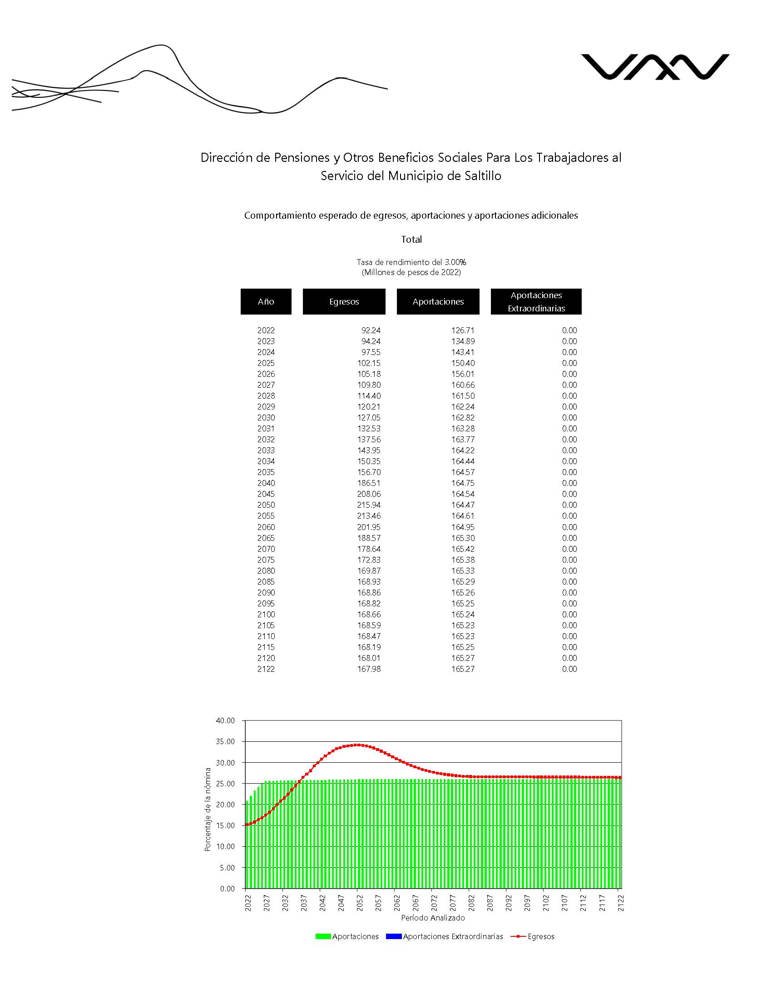 VAN
Dirección de Pensiones y Otros Beneficios Sociales Para Los Trabajadores al
Servicio del Municipio de Saltillo
Comportamiento esperado de egresos, aportaciones y aportaciones adicionales
Total
Tasa de rendimiento del 3.00%
(Millones de pesos de 2022)
Año Egresos Aportaciones Aportaciones Extraordinarias
2022 92.24 126.71 0.00
2023 94.24 134.89 0.00
2024 97.55 143.41 0.00
2025 102.15 150.40 0.00
2026 105.18 156.01 0.00
2027 109.80 160.66 0.00
2028 114.40 161.50 0.00
2029 120.21 162.24 0.00
2030 127.05 162.82 0.00
2031 132.53 163.28 0.00
2032 137.56 163.77 0.00
2033 143.95 164.22 0.00
2034 150.35 164.44 0.00
2035 156.70 164.57 0.00
2040 186.51 164.75 0.00
2045 208.06 164.54 0.00
2050 215.94 164.47 0.00
2055 213.46 164.61 0.00
2060 201.95 164.95 0.00
2065 188.57 165.30 0.00
2070 178.64 165.42 0.00
2075 172.83 165.38 0.00
2080 169.87 165.33 0.00
2085 168.93 165.29 0.00
2090 168.86 165.26 0.00
2095 168.82 165.25 0.00
2100 168.66 165.24 0.00
2105 168.59 165.23 0.00
2110 168.47 165.23 0.00
2115 168.19 165.25 0.00
2120 168.01 165.27 0.00
2122 167.98 165.27 0.00
Porcentaje de la nómina
40.00
35.00
30.00
25.00
20.00
15.00
10.00
5.00
0.00
2022 2027 2032 2037 2042 2047 2052 2057 2062 2067 2072 2077 2082 2087 2092 2097 2102 2107 2112 2117 2122
Período Analizado
Aportaciones Aportaciones Extraordinarias Egresos